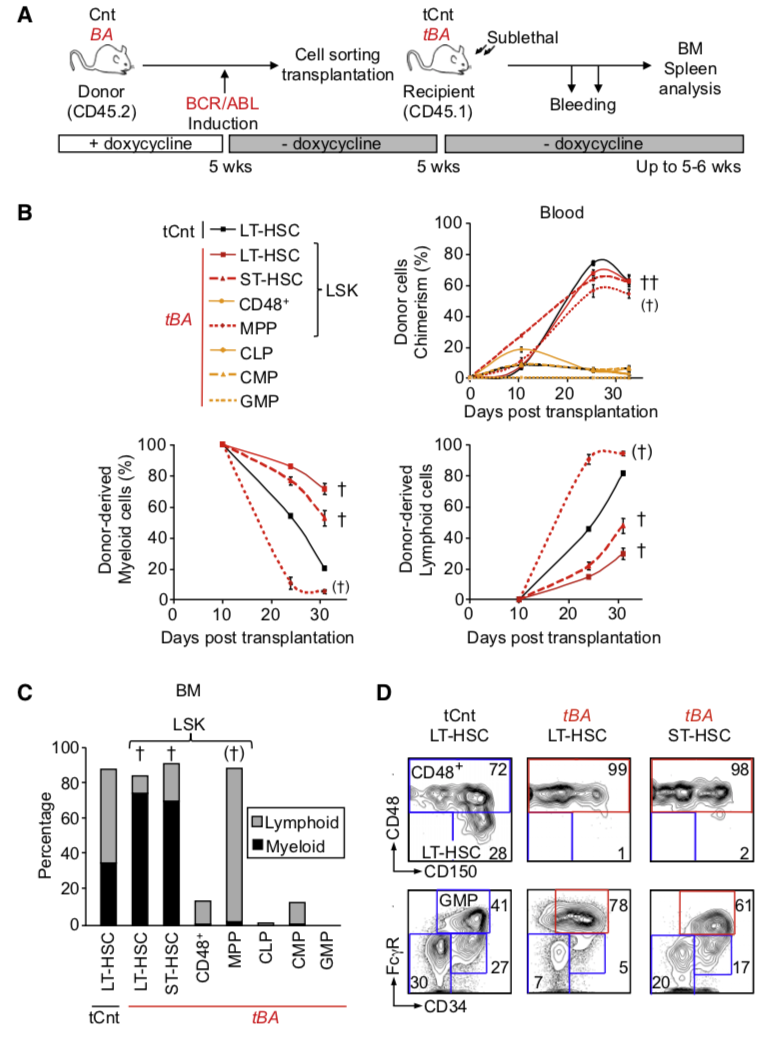 A
Cnt
BA
Donor
(CD45.2)
BCR/ABL
Induction
Cell sorting
transplantation
tCnt
tBA
Sublethal
Recipient
(CD45.1)
Bleeding
BM
Spleen
analysis
+ doxycycline
- doxycycline
- doxycycline
5 wks
5 wks
Up to 5-6 wks
B
tCnt
LT-HSC
tBA
LT-HSC
ST-HSC
CD48+
MPP
LSK
CLP
CMP
GMP
Blood
Donor cells
Chimerism (%)
100
80
60
40
20
0
††
(†)
0 10 20 30
Days post transplantation
Donor-derived
Myeloid cells (%)
100
80
60
40
20
0
†
†
(†)
0 10 20 30
Days post transplantation
Donor-derived
Lymphoid cells
100
80
60
40
20
0
(†)
†
†
0 10 20 30
Days post transplantation
C
BM
LSK
† † (†)
Percentage
100
80
60
40
20
0
Lymphoid
Myeloid
LT-HSC
LT-HSC
ST-HSC
CD48+
MPP
CLP
CMP
GMP
tCnt
tBA
D
tCnt
LT-HSC
tBA
LT-HSC
tBA
ST-HSC
CD48+ 72
LT-HSC 28
99
1
98
2
CD48
CD150
GMP 41
30
27
78
7
5
61
20
17
FcγR
CD34